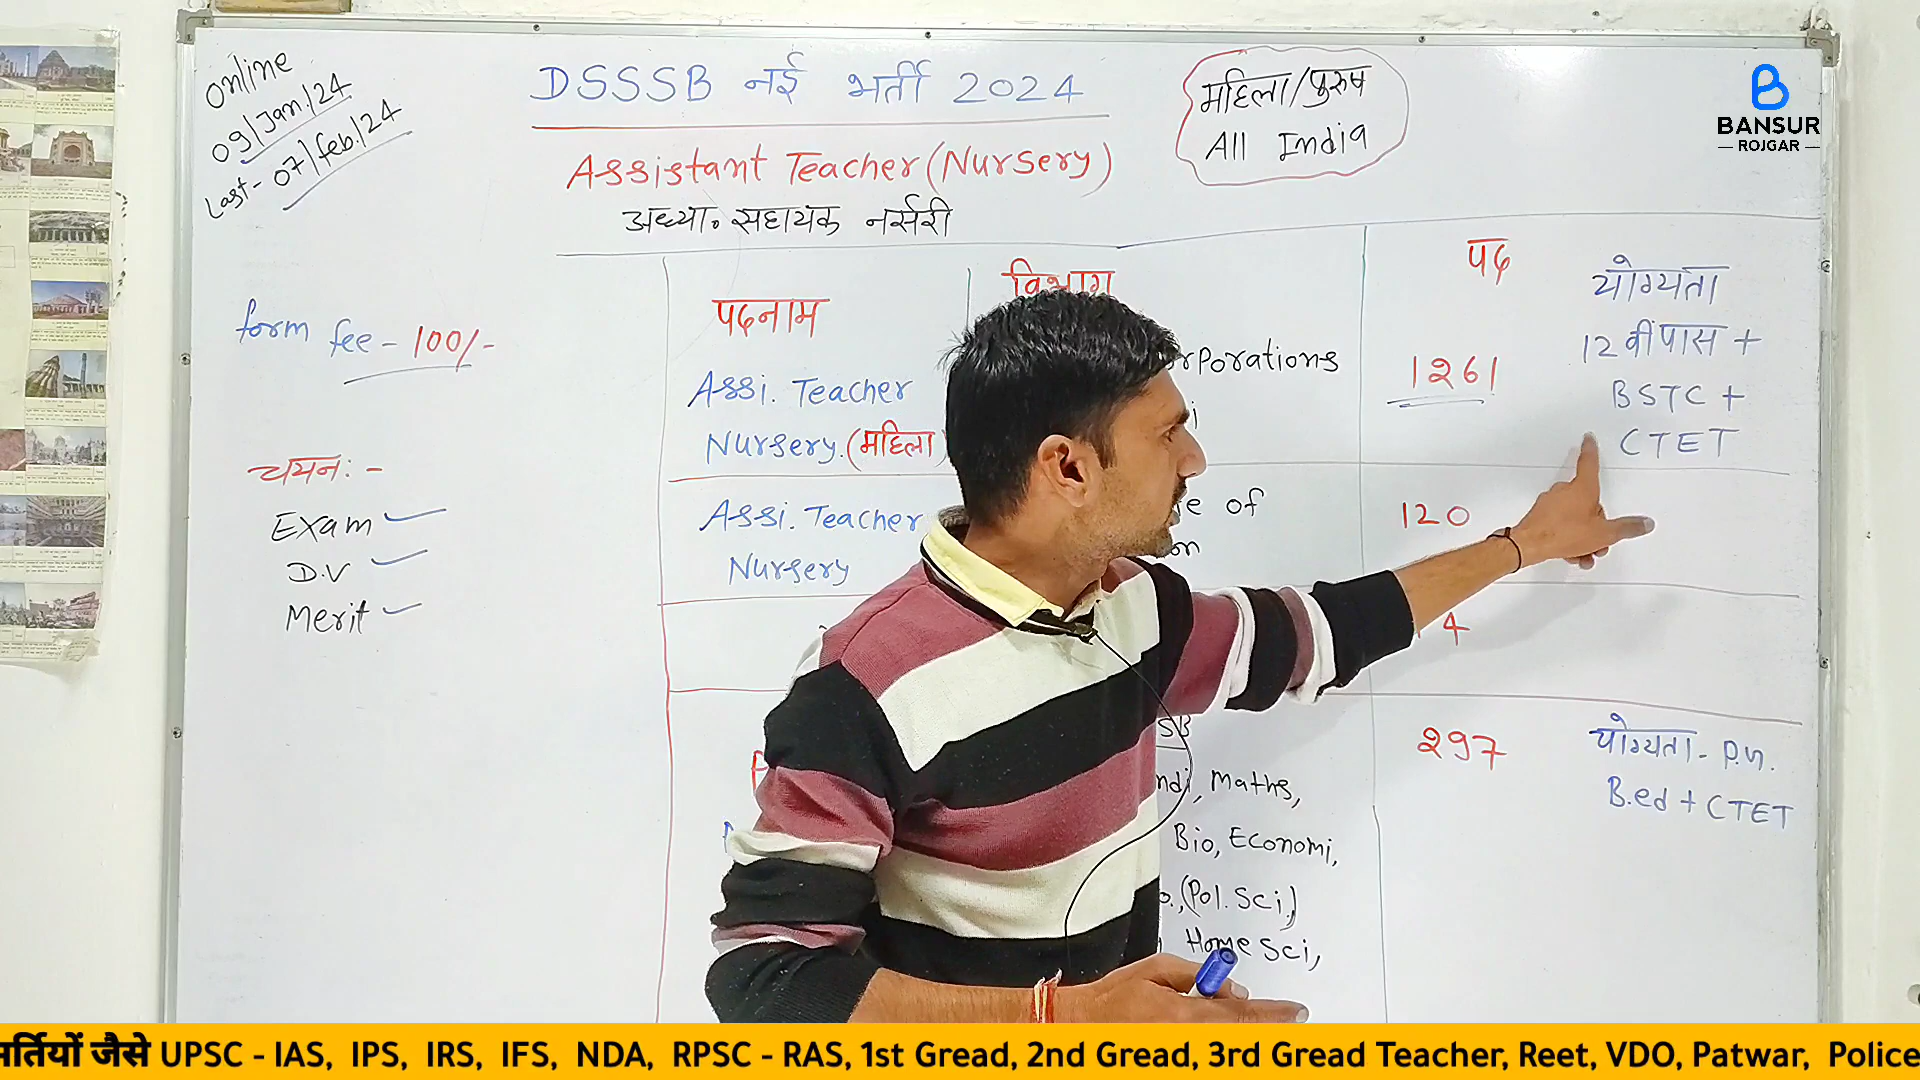 online
09/Jan/24
Last - 07/feb./24
DSSSB नई भर्ती 2024
Assistant Teacher (Nursery)
अध्या. सहायक नर्सरी
महिला/पुरुष
All India
BANSUR
ROJGAR
form fee - 100/-
चयन: -
Exam
D.V
Merit
पदनाम
विभाग
पद
योग्यता
Assi. Teacher
Nursery. (महिला)
rporations
1261
12 वीं पास +
BSTC +
CTET
Assi. Teacher
Nursery
of
120
4
297
योग्यता - P.G.
B.ed + CTET
Maths,
Bio, Economi,
(Pol. Sci.)
Home Sci,
भर्तियों जैसे UPSC - IAS, IPS, IRS, IFS, NDA, RPSC - RAS, 1st Gread, 2nd Gread, 3rd Gread Teacher, Reet, VDO, Patwar, Police